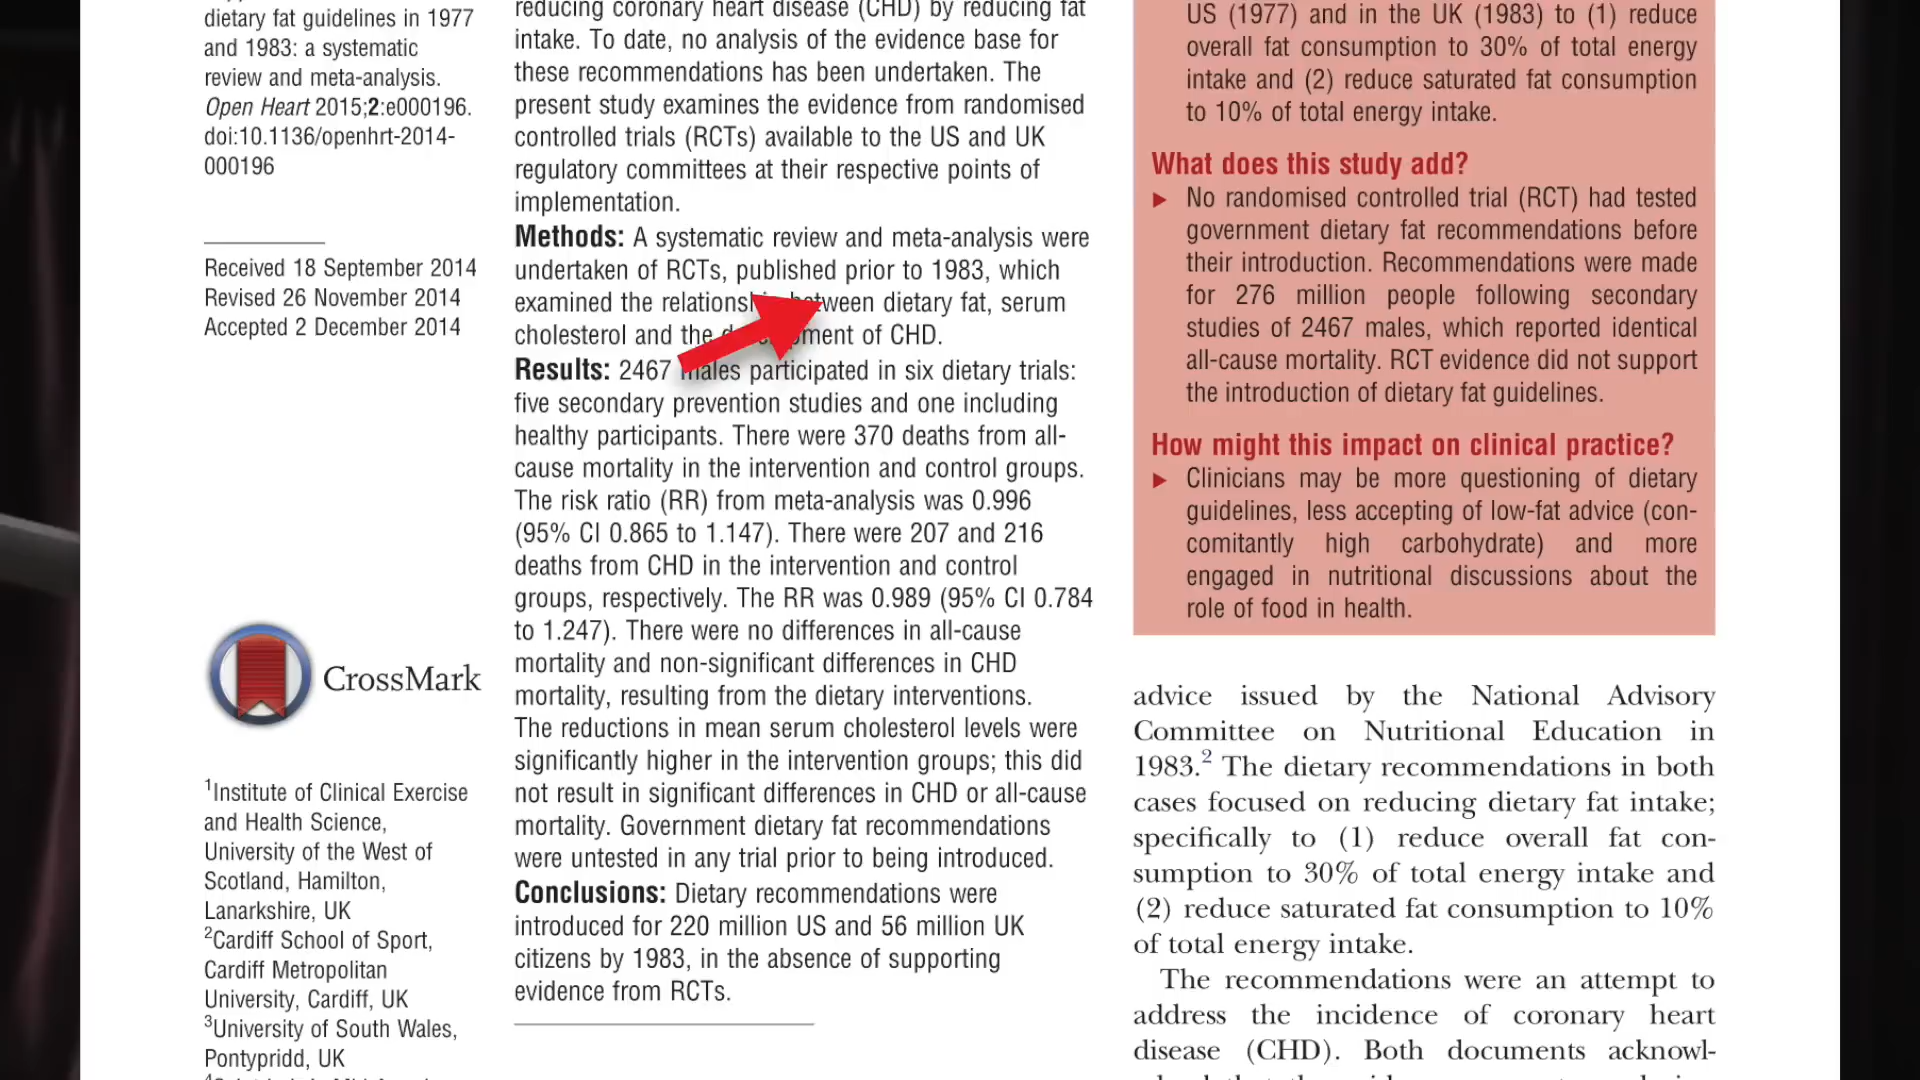 dietary fat guidelines in 1977
and 1983: a systematic
review and meta-analysis.
Open Heart 2015;2:e000196.
doi:10.1136/openhrt-2014-
000196
Received 18 September 2014
Revised 26 November 2014
Accepted 2 December 2014
CrossMark
1Institute of Clinical Exercise
and Health Science,
University of the West of
Scotland, Hamilton,
Lanarkshire, UK
2Cardiff School of Sport,
Cardiff Metropolitan
University, Cardiff, UK
3University of South Wales,
Pontypridd, UK
reducing coronary heart disease (CHD) by reducing fat
intake. To date, no analysis of the evidence base for
these recommendations has been undertaken. The
present study examines the evidence from randomised
controlled trials (RCTs) available to the US and UK
regulatory committees at their respective points of
implementation.
Methods: A systematic review and meta-analysis were
undertaken of RCTs, published prior to 1983, which
examined the relationship between dietary fat, serum
cholesterol and the development of CHD.
Results: 2467 males participated in six dietary trials:
five secondary prevention studies and one including
healthy participants. There were 370 deaths from all-
cause mortality in the intervention and control groups.
The risk ratio (RR) from meta-analysis was 0.996
(95% CI 0.865 to 1.147). There were 207 and 216
deaths from CHD in the intervention and control
groups, respectively. The RR was 0.989 (95% CI 0.784
to 1.247). There were no differences in all-cause
mortality and non-significant differences in CHD
mortality, resulting from the dietary interventions.
The reductions in mean serum cholesterol levels were
significantly higher in the intervention groups; this did
not result in significant differences in CHD or all-cause
mortality. Government dietary fat recommendations
were untested in any trial prior to being introduced.
Conclusions: Dietary recommendations were
introduced for 220 million US and 56 million UK
citizens by 1983, in the absence of supporting
evidence from RCTs.
US (1977) and in the UK (1983) to (1) reduce
overall fat consumption to 30% of total energy
intake and (2) reduce saturated fat consumption
to 10% of total energy intake.
What does this study add?
▸ No randomised controlled trial (RCT) had tested
government dietary fat recommendations before
their introduction. Recommendations were made
for 276 million people following secondary
studies of 2467 males, which reported identical
all-cause mortality. RCT evidence did not support
the introduction of dietary fat guidelines.
How might this impact on clinical practice?
▸ Clinicians may be more questioning of dietary
guidelines, less accepting of low-fat advice (con-
comitantly high carbohydrate) and more
engaged in nutritional discussions about the
role of food in health.
advice issued by the National Advisory
Committee on Nutritional Education in
1983.2 The dietary recommendations in both
cases focused on reducing dietary fat intake;
specifically to (1) reduce overall fat con-
sumption to 30% of total energy intake and
(2) reduce saturated fat consumption to 10%
of total energy intake.
The recommendations were an attempt to
address the incidence of coronary heart
disease (CHD). Both documents acknowl-